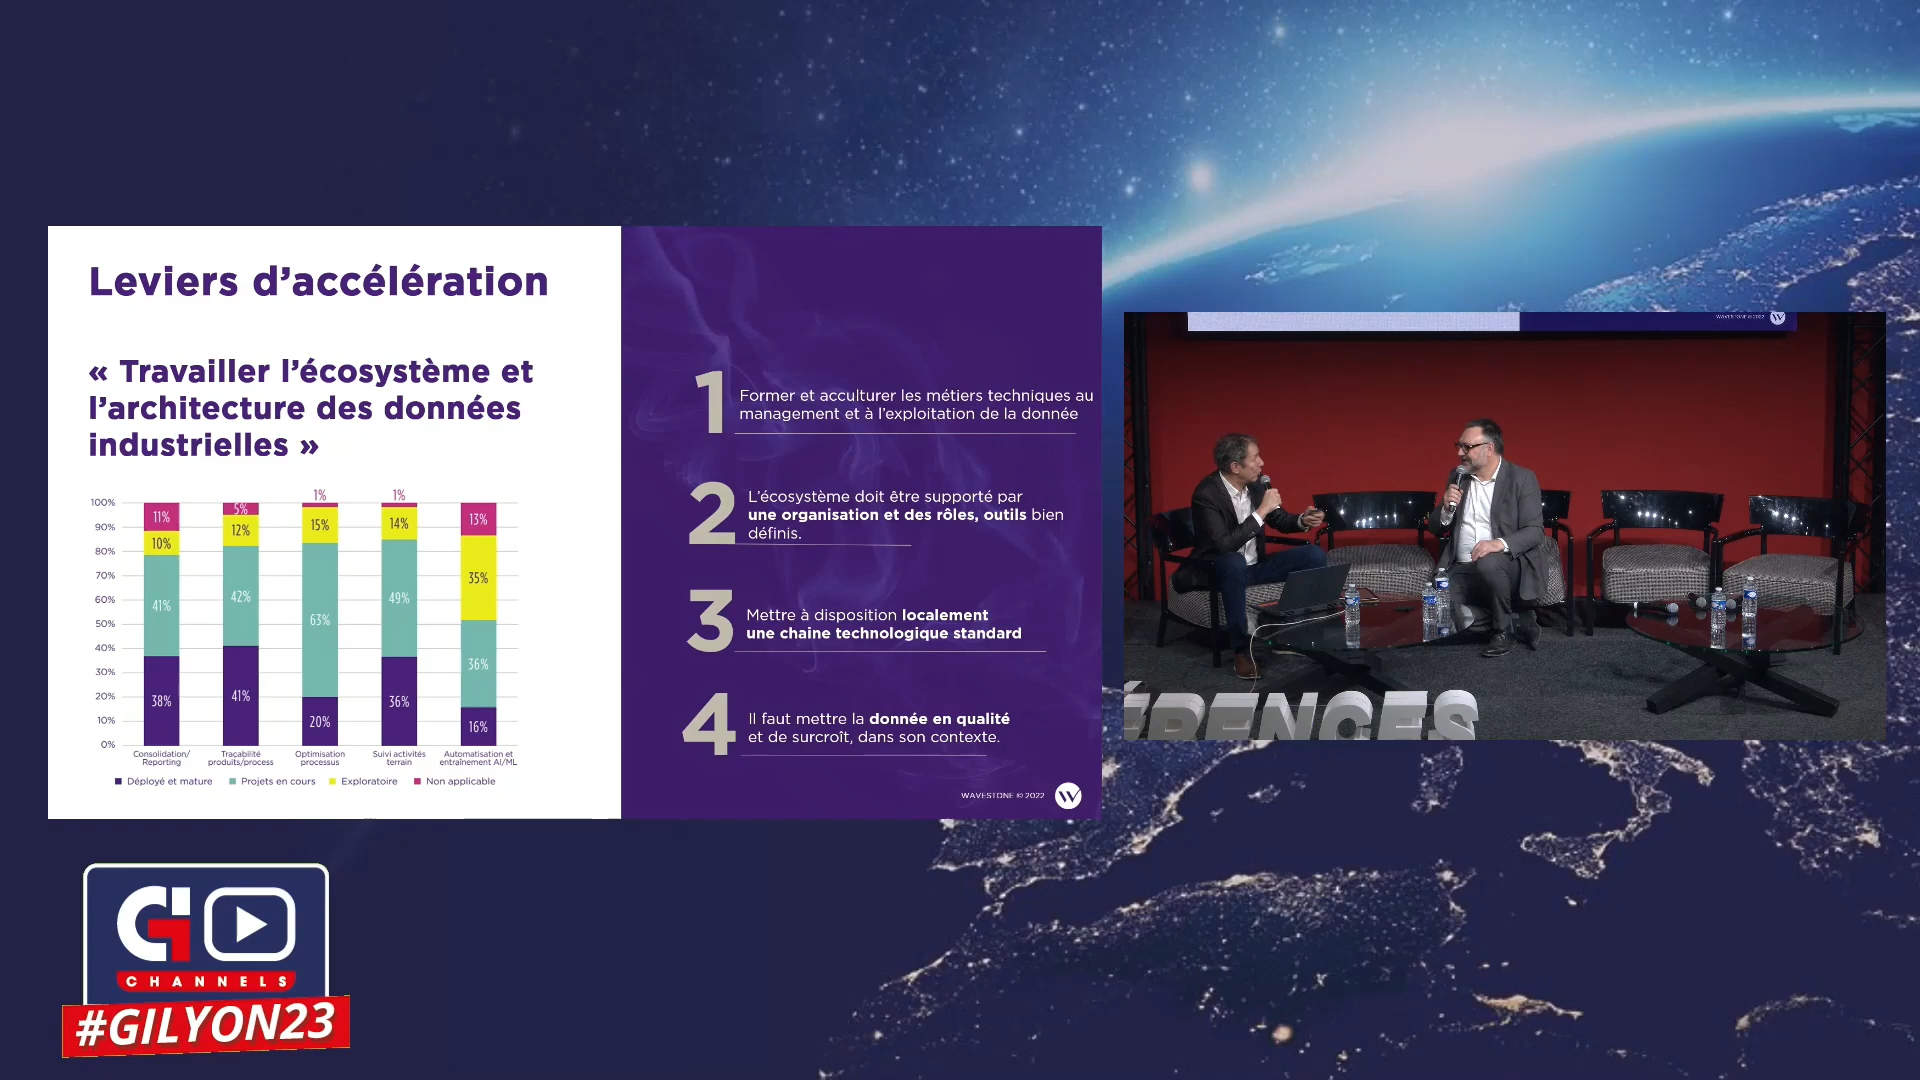 Leviers d'accélération
« Travailler l'écosystème et
l'architecture des données
industrielles »
100%
90%
80%
70%
60%
50%
40%
30%
20%
10%
0%
11%
10%
41%
38%
5%
12%
42%
41%
1%
15%
63%
20%
1%
14%
49%
36%
13%
35%
36%
16%
Consolidation/
Reporting
Tracabilité
produits/process
Optimisation
processus
Suivi activités
terrain
Automatisation et
entraînement AI/ML
Déployé et mature
Projets en cours
Exploratoire
Non applicable
1
Former et acculturer les métiers techniques au
management et à l'exploitation de la donnée
2
L'écosystème doit être supporté par
une organisation et des rôles, outils bien
définis.
3
Mettre à disposition localement
une chaine technologique standard
4
Il faut mettre la donnée en qualité
et de surcroît, dans son contexte.
WAVESTONE © 2022
W
WAVESTONE © 2022
W
ÉRENCES
GI
CHANNELS
#GILYON23